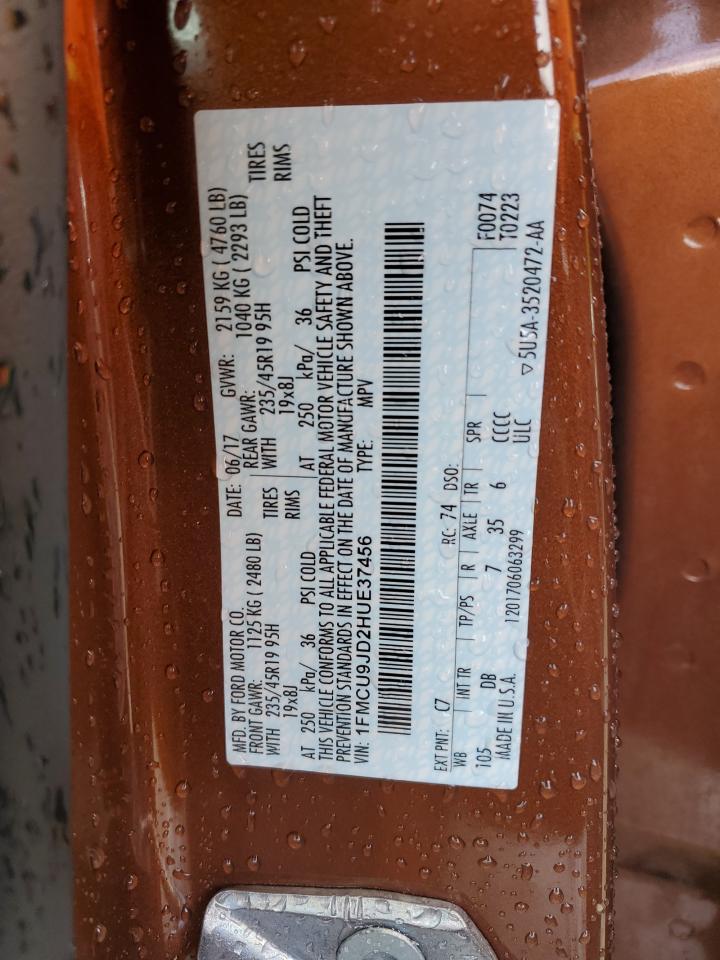 MFD. BY FORD MOTOR CO.
DATE: 06/17 GVWR: 2159 KG ( 4760 LB)
FRONT GAWR: 1125 KG ( 2480 LB) REAR GAWR: 1040 KG ( 2293 LB)
WITH 235/45R19 95H TIRES WITH 235/45R19 95H TIRES
19x8J RIMS 19x8J RIMS
AT 250 kPa/ 36 PSI COLD AT 250 kPa/ 36 PSI COLD
THIS VEHICLE CONFORMS TO ALL APPLICABLE FEDERAL MOTOR VEHICLE SAFETY AND THEFT
PREVENTION STANDARDS IN EFFECT ON THE DATE OF MANUFACTURE SHOWN ABOVE.
VIN: 1FMCU9JD2HUE37456 TYPE: MPV
EXT PNT: C7 RC: 74 DSO: F0074
WB INT TR TP/PS R AXLE TR SPR T0223
105 DB 7 35 6 CCCC
MADE IN U.S.A. 1201706063299 ULC
▽5U5A-3520472-AA